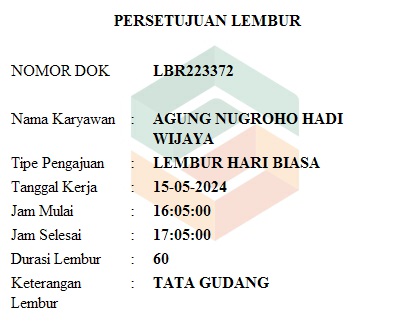 PERSETUJUAN LEMBUR
NOMOR DOK LBR223372
Nama Karyawan : AGUNG NUGROHO HADI
WIJAYA
Tipe Pengajuan : LEMBUR HARI BIASA
Tanggal Kerja : 15-05-2024
Jam Mulai : 16:05:00
Jam Selesai : 17:05:00
Durasi Lembur : 60
Keterangan : TATA GUDANG
Lembur